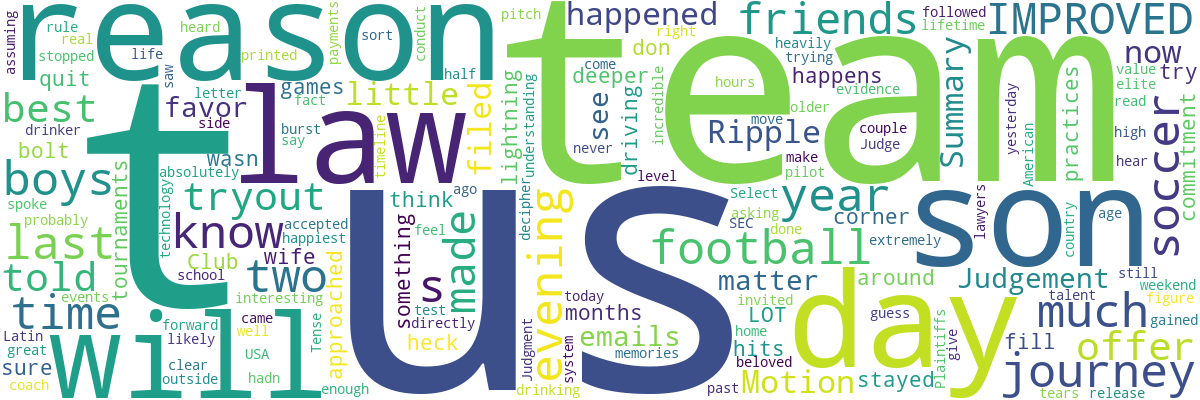 reason
team
t
us
law
son
day
will
IMPROVED
friends
happened
soccer
journey
football
Judgement
much
offer
year
tryout
know
boys
best
last
told
time
two
made
evening
Ripple
Summary
Motion
emails
filed
little
favor
games
quit
bolt
lightning
deeper
see
driving
don
happens
now
try
practices
commitment
corner
matter
around
fill
stayed
hits
LOT
months
heck
approached
something
s
think
wife
Club
wasn
tournaments
sure
assuming
rule
real
stopped
printed
heard
payments
sort
conduct
pitch
life
saw
letter
side
fact
half
burst
say
timeline
understanding
decipher
incredible
come
never
right
heavily
trying
hours
older
evidence
move
couple
Judge
make
pilot
level
followed
lifetime
value
elite
read
high
hear
yesterday
American
country
age
lawyers
extremely
Select
asking
SEC
done
invited
home
guess
give
Plaintiffs
beloved
past
memories
today
system
Judgment
drinking
directly
test
feel
ago
accepted
happiest
school
technology
absolutely
drinker
spoke
probably
events
interesting
Latin
great
coach
likely
forward
clear
outside
came
well
USA
hadn
Tense
enough
talent
still
weekend
figure
gained
tears
release